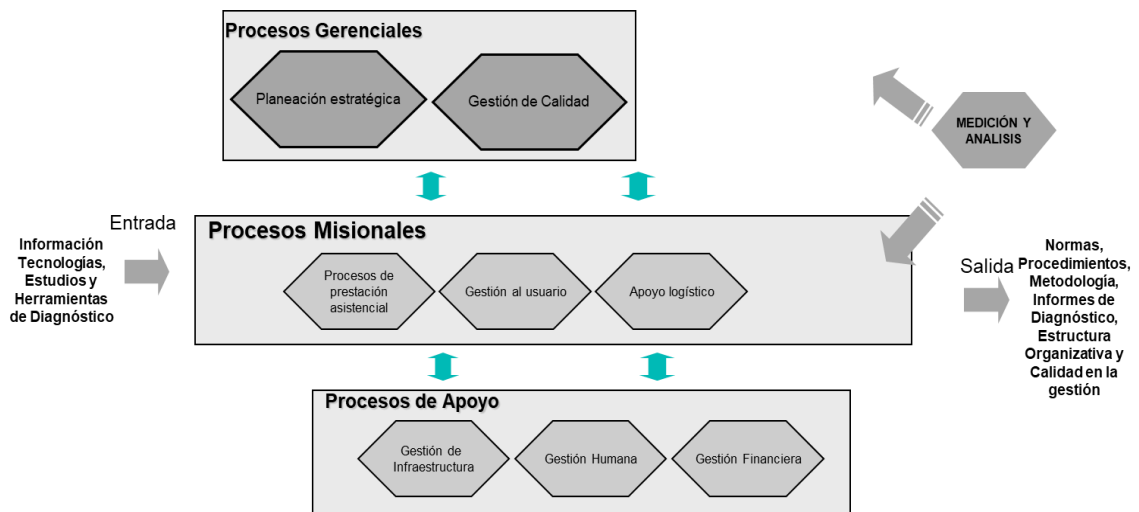 Procesos Gerenciales
Planeación estratégica
Gestión de Calidad
MEDICIÓN Y
ANALISIS
Entrada
Información
Tecnologías,
Estudios y
Herramientas
de Diagnóstico
Procesos Misionales
Procesos de
prestación
asistencial
Gestión al usuario
Apoyo logístico
Salida
Normas,
Procedimientos,
Metodología,
Informes de
Diagnóstico,
Estructura
Organizativa y
Calidad en la
gestión
Procesos de Apoyo
Gestión de
Infraestructura
Gestión Humana
Gestión Financiera